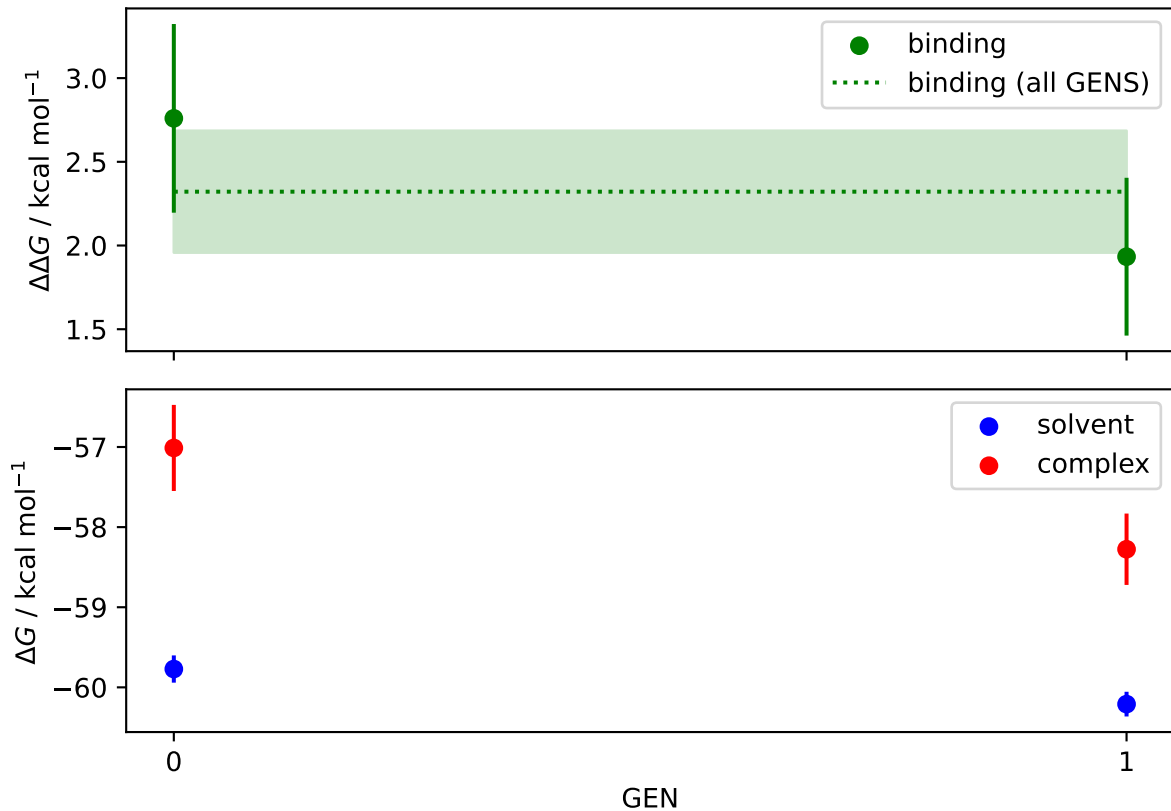 ΔΔG / kcal mol⁻¹
3.0
2.5
2.0
1.5
binding
binding (all GENS)
ΔG / kcal mol⁻¹
−57
−58
−59
−60
solvent
complex
0
1
GEN